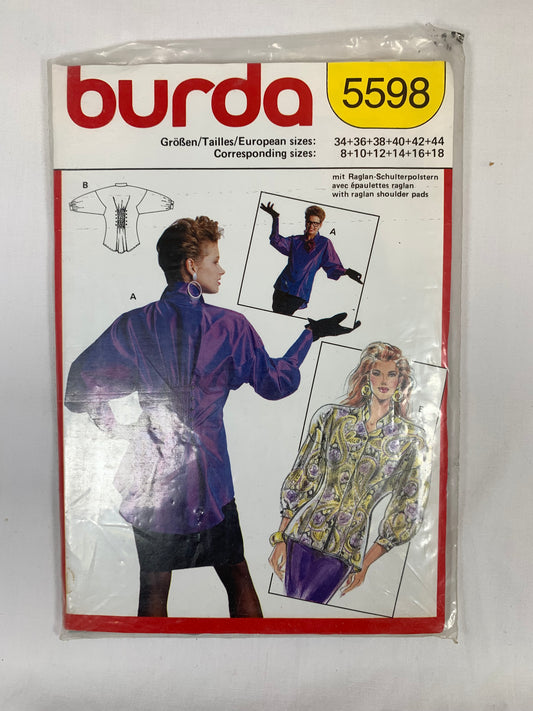 burda
5598
Größen/Tailles/European sizes: 34+36+38+40+42+44
Corresponding sizes: 8+10+12+14+16+18
mit Raglan-Schulterpolstern
avec épaulettes raglan
with raglan shoulder pads
B
A
A